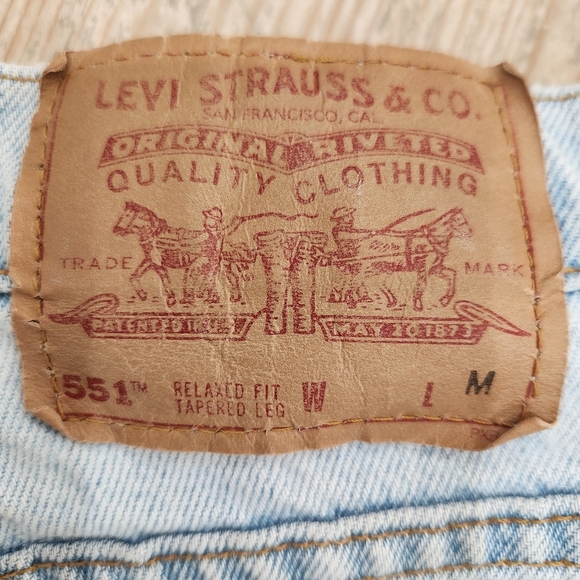 LEVI STRAUSS & CO.
SAN FRANCISCO, CAL.
ORIGINAL RIVETED
QUALITY CLOTHING
TRADE MARK
PATENTED IN U.S. MAY 20 1873
551™ RELAXED FIT W L M
TAPERED LEG